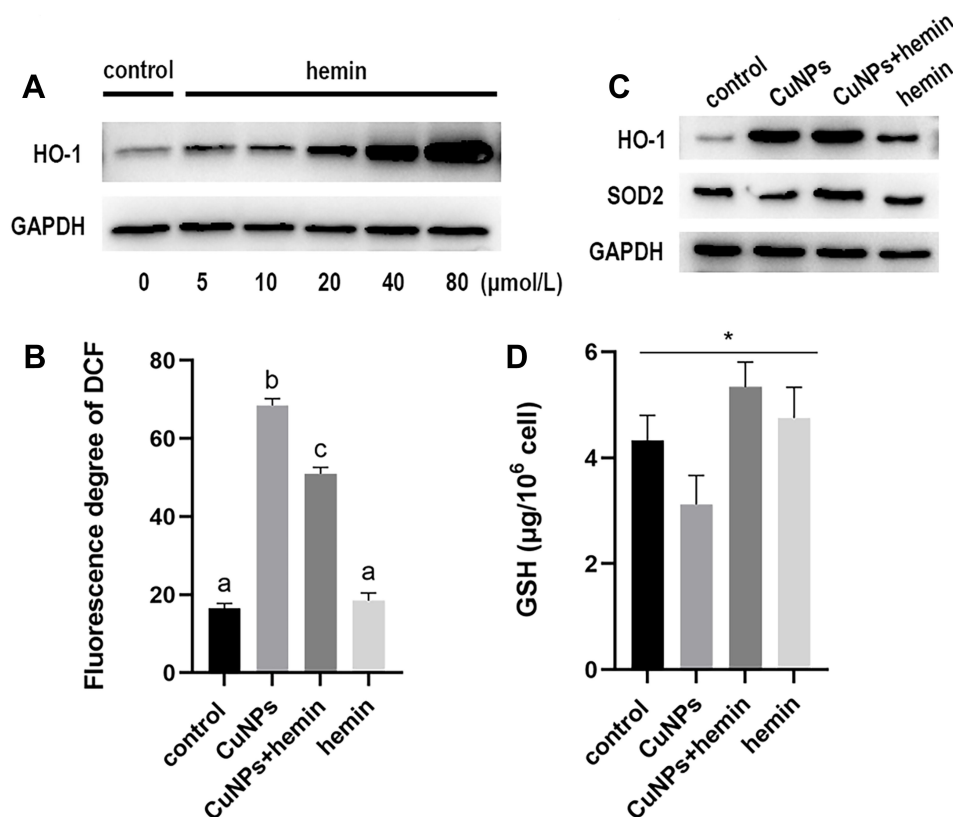 A
control hemin
HO-1
GAPDH
0 5 10 20 40 80 (μmol/L)
C
control CuNPs CuNPs+hemin hemin
HO-1
SOD2
GAPDH
B
Fluorescence degree of DCF
80
60
40
20
0
a b c a
control CuNPs CuNPs+hemin hemin
D
GSH (μg/10⁶ cell)
6
4
2
0
*
control CuNPs CuNPs+hemin hemin